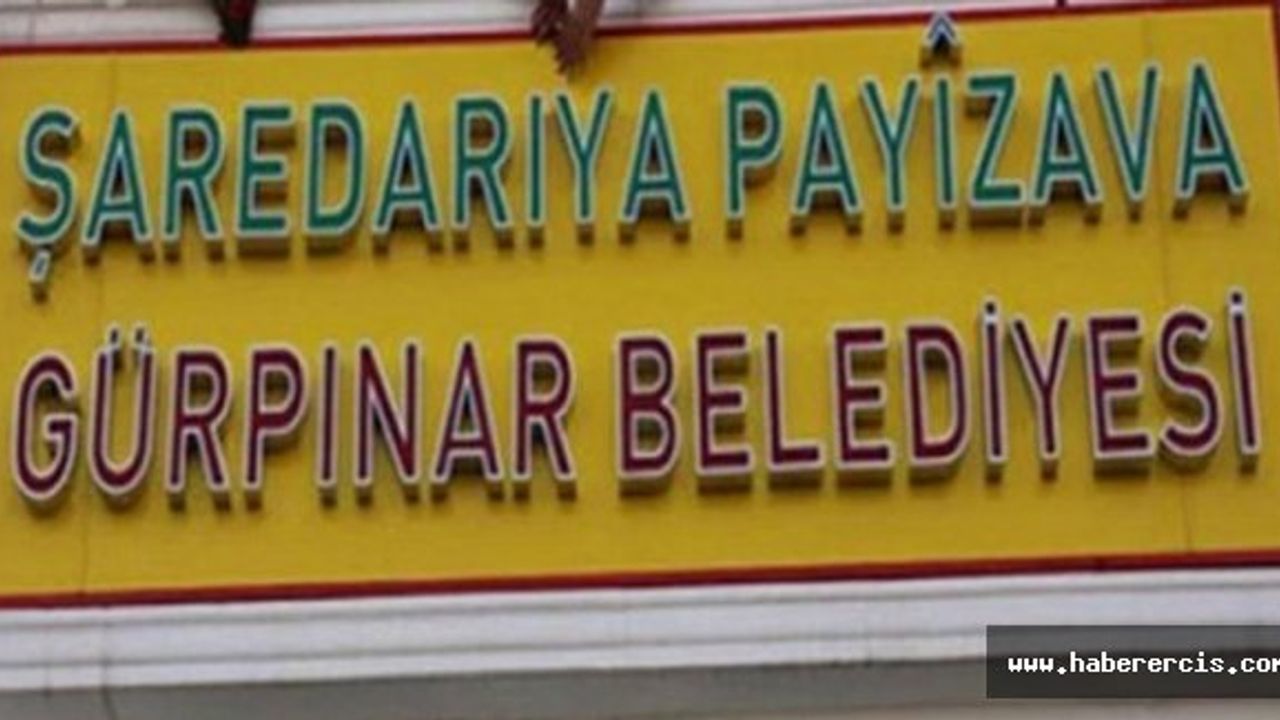 ŞAREDARIYA PAYÎZAVA
GÜRPINAR BELEDİYESİ
www.haberercis.com